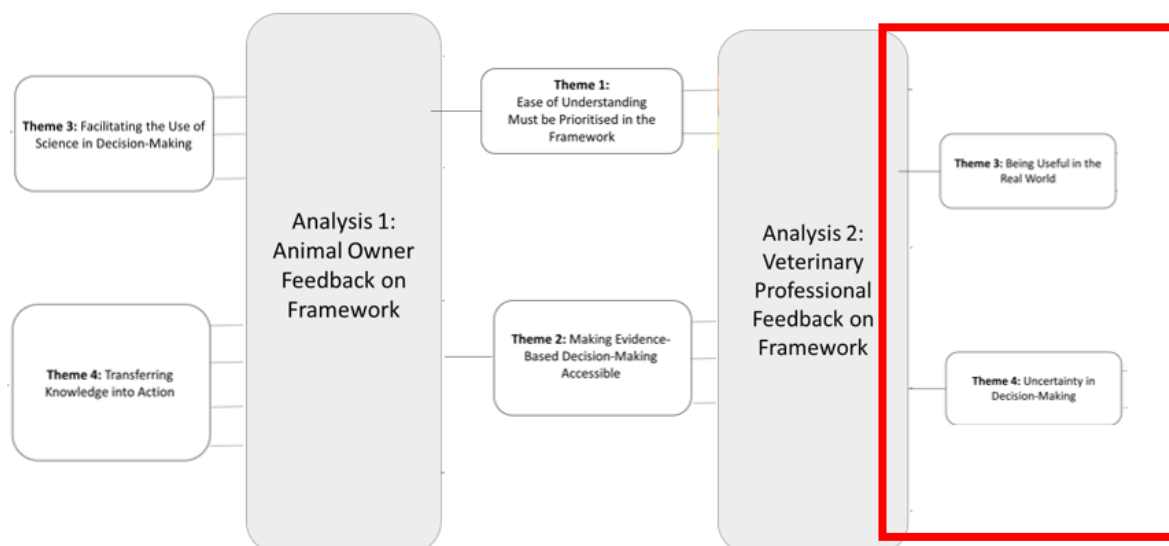 Theme 3: Facilitating the Use of
Science in Decision-Making
Theme 4: Transferring
Knowledge into Action
Analysis 1:
Animal Owner
Feedback on
Framework
Theme 1:
Ease of Understanding
Must be Prioritised in the
Framework
Theme 2: Making Evidence-
Based Decision-Making
Accessible
Analysis 2:
Veterinary
Professional
Feedback on
Framework
Theme 3: Being Useful in the
Real World
Theme 4: Uncertainty in
Decision-Making